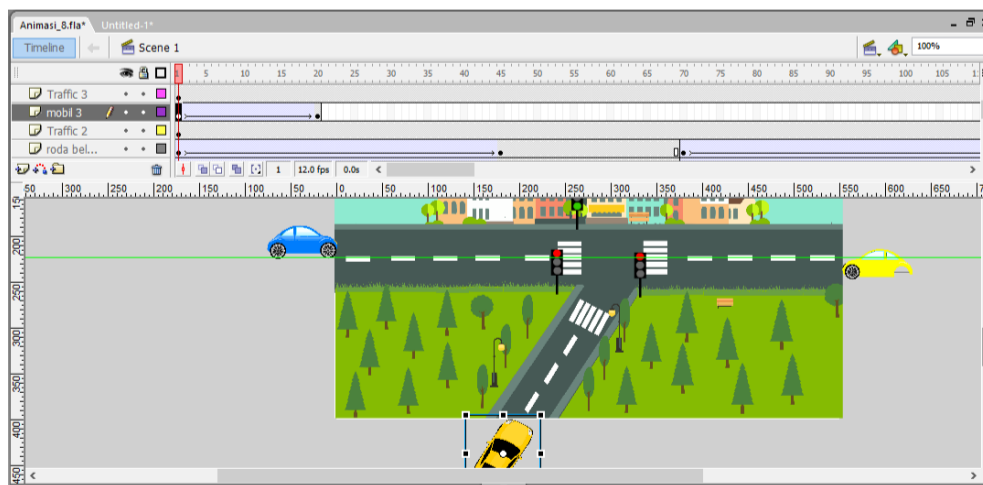 Animasi_8.fla* Untitled-1*
Timeline Scene 1 100%
1 5 10 15 20 25 30 35 40 45 50 55 60 65 70 75 80 85 90 95 100 105
Traffic 3
mobil 3
Traffic 2
roda bel...
1 12.0 fps 0.0s
300 250 200 150 100 50 0 50 100 150 200 250 300 350 400 450 500 550 600 650
200
250
300
350
400
450